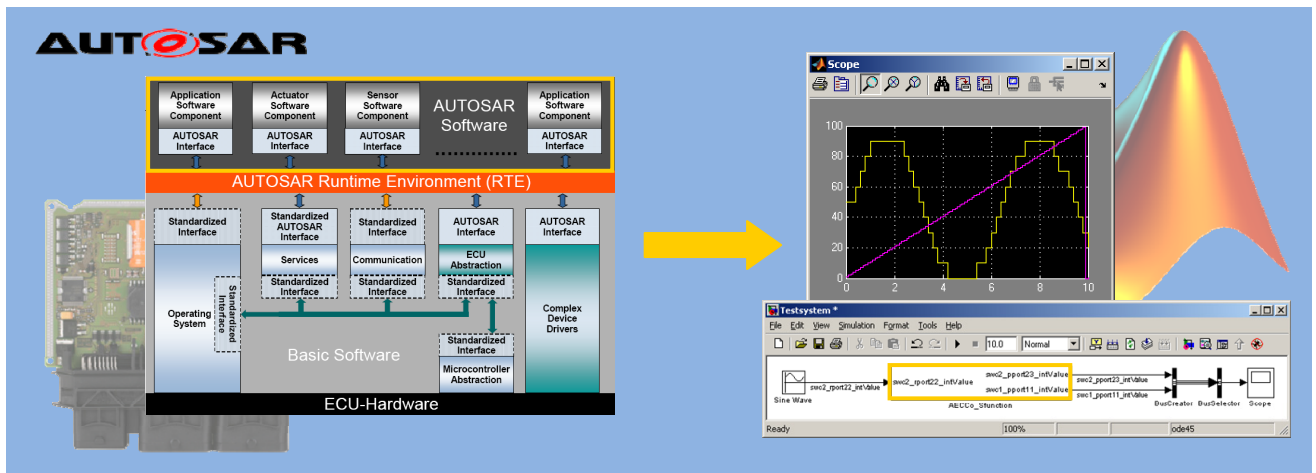 AUTOSAR
Application
Software
Component
AUTOSAR
Interface
Actuator
Software
Component
AUTOSAR
Interface
Sensor
Software
Component
AUTOSAR
Interface
AUTOSAR
Software
..............
Application
Software
Component
AUTOSAR
Interface
AUTOSAR Runtime Environment (RTE)
Standardized
Interface
Standardized
AUTOSAR
Interface
Standardized
Interface
AUTOSAR
Interface
AUTOSAR
Interface
Services
Communication
ECU
Abstraction
Standardized
Interface
Standardized
Interface
Standardized
Interface
Operating
System
Standardized
Interface
Complex
Device
Drivers
Basic Software
Standardized
Interface
Microcontroller
Abstraction
ECU-Hardware
Scope
100
80
60
40
20
0
0 2 4 6 8 10
Testsystem *
File Edit View Simulation Format Tools Help
10.0 Normal
Sine Wave
swc2_rport22_intValue
swc2_rport22_intValue
swc2_pport23_intValue
swc1_pport11_intValue
AECCo_Sfunction
swc2_pport23_intValue
swc1_pport11_intValue
BusCreator BusSelector Scope
Ready 100% ode45